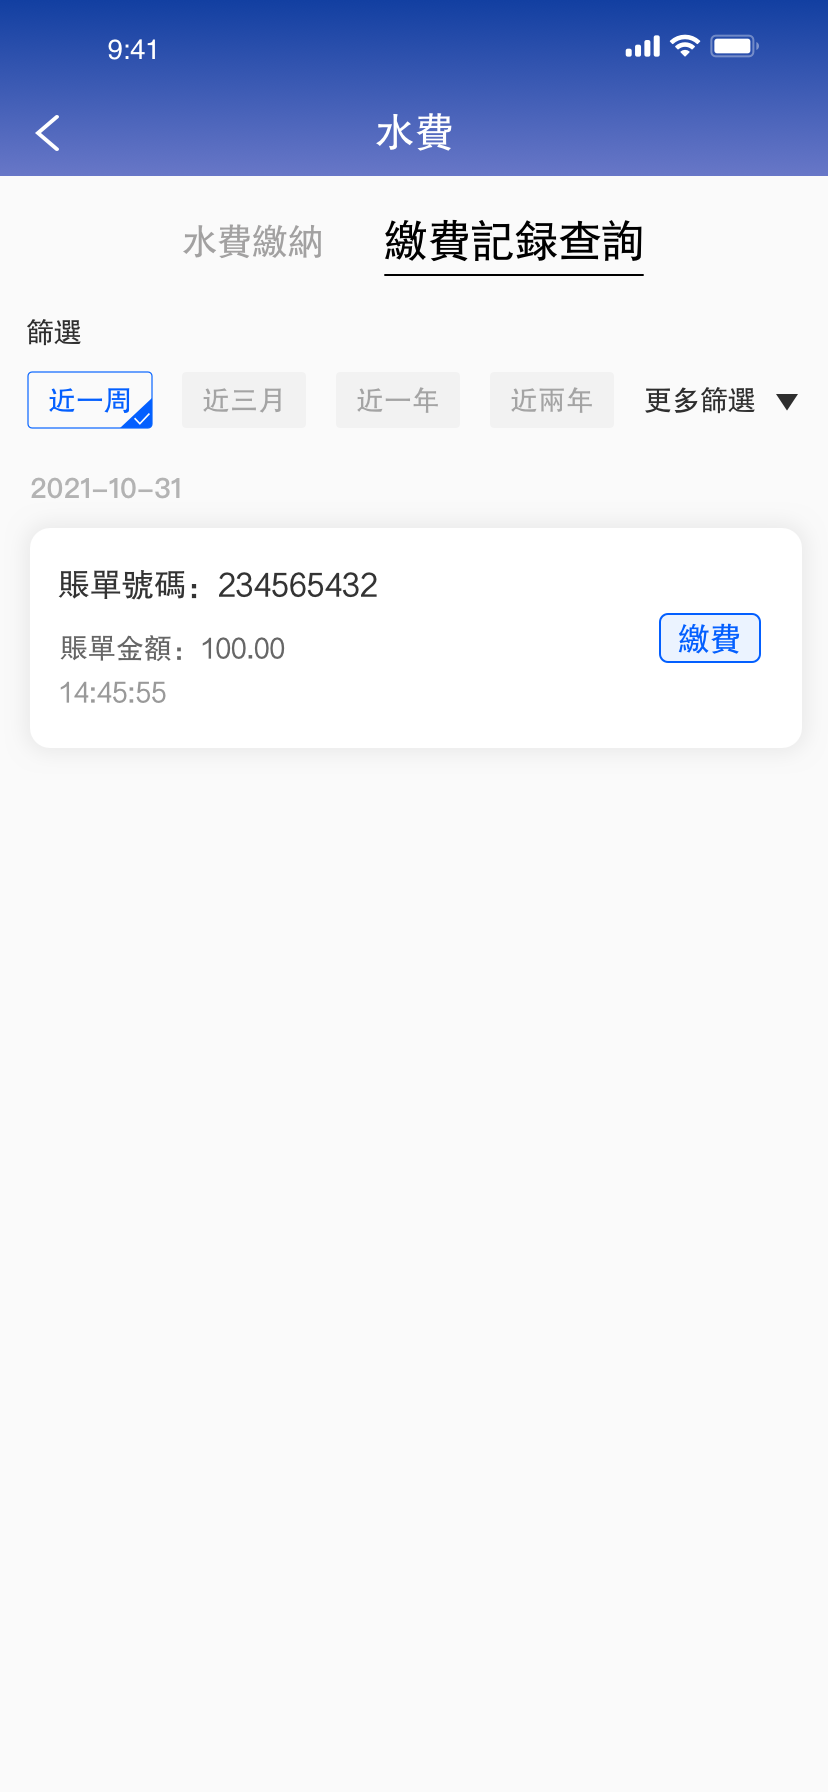 9:41
水費
水費繳納 繳費記録查詢
篩選
近一周 近三月 近一年 近兩年 更多篩選
2021-10-31
賬單號碼：234565432
賬單金額：100.00
繳費
14:45:55